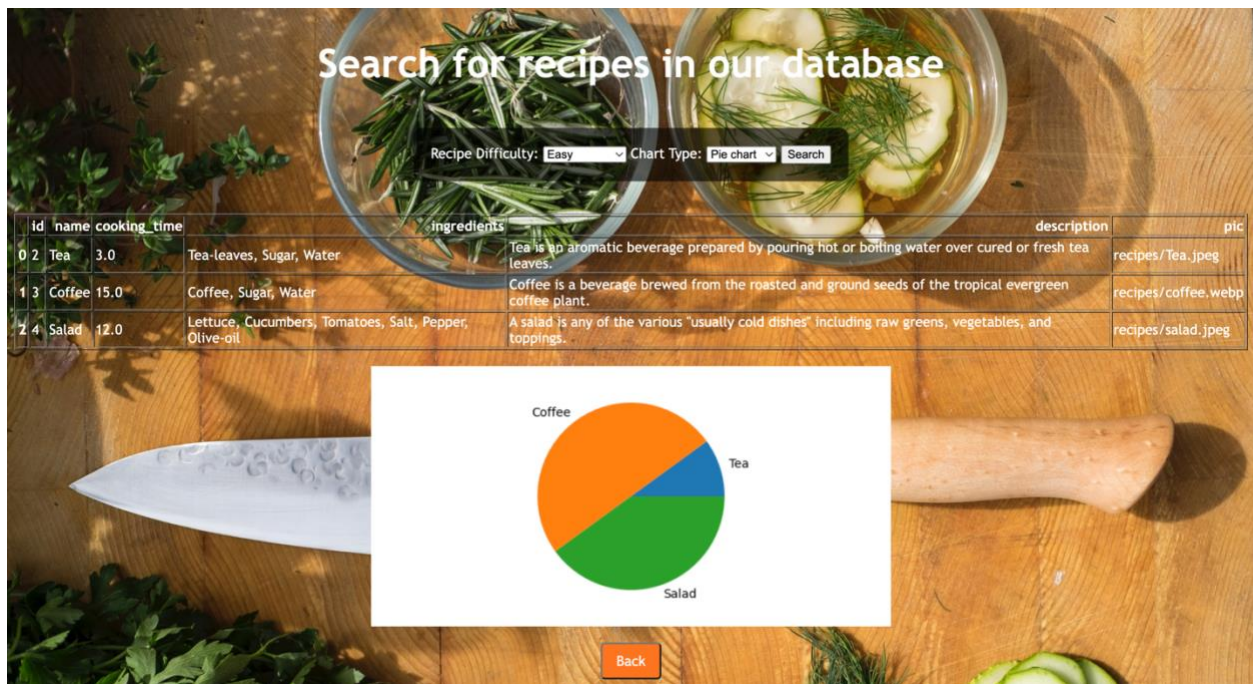 Search for recipes in our database
Recipe Difficulty: Easy Chart Type: Pie chart Search
id name cooking_time ingredients description pic
0 2 Tea 3.0 Tea-leaves, Sugar, Water Tea is an aromatic beverage prepared by pouring hot or boiling water over cured or fresh tea
leaves. recipes/Tea.jpeg
1 3 Coffee 15.0 Coffee, Sugar, Water Coffee is a beverage brewed from the roasted and ground seeds of the tropical evergreen
coffee plant. recipes/coffee.webp
2 4 Salad 12.0 Lettuce, Cucumbers, Tomatoes, Salt, Pepper,
Olive-oil A salad is any of the various "usually cold dishes" including raw greens, vegetables, and
toppings. recipes/salad.jpeg
Coffee
Tea
Salad
Back